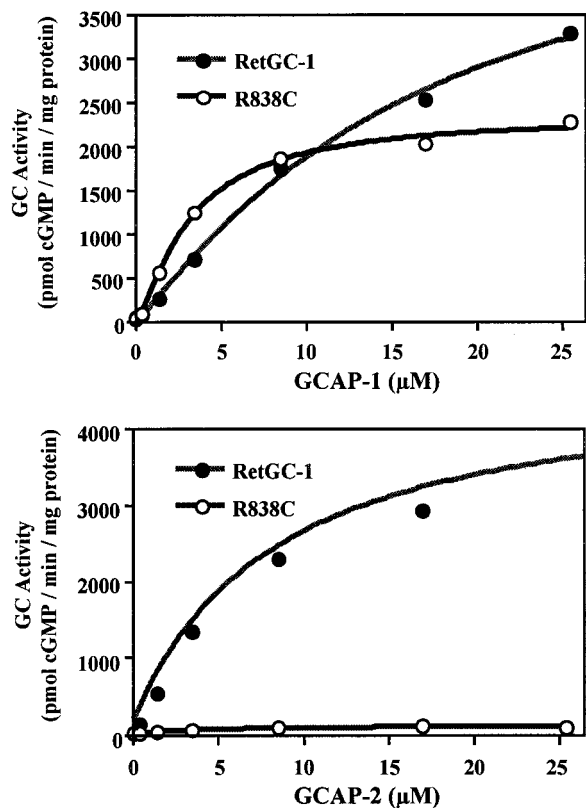 GC Activity
(pmol cGMP / min / mg protein)
3500
3000
2500
2000
1500
1000
500
0
RetGC-1
R838C
0 5 10 15 20 25
GCAP-1 (µM)
GC Activity
(pmol cGMP / min / mg protein)
4000
3000
2000
1000
0
RetGC-1
R838C
0 5 10 15 20 25
GCAP-2 (µM)